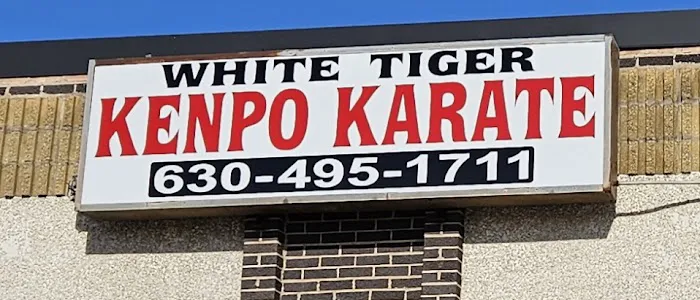 WHITE TIGER
KENPO KARATE
630-495-1711